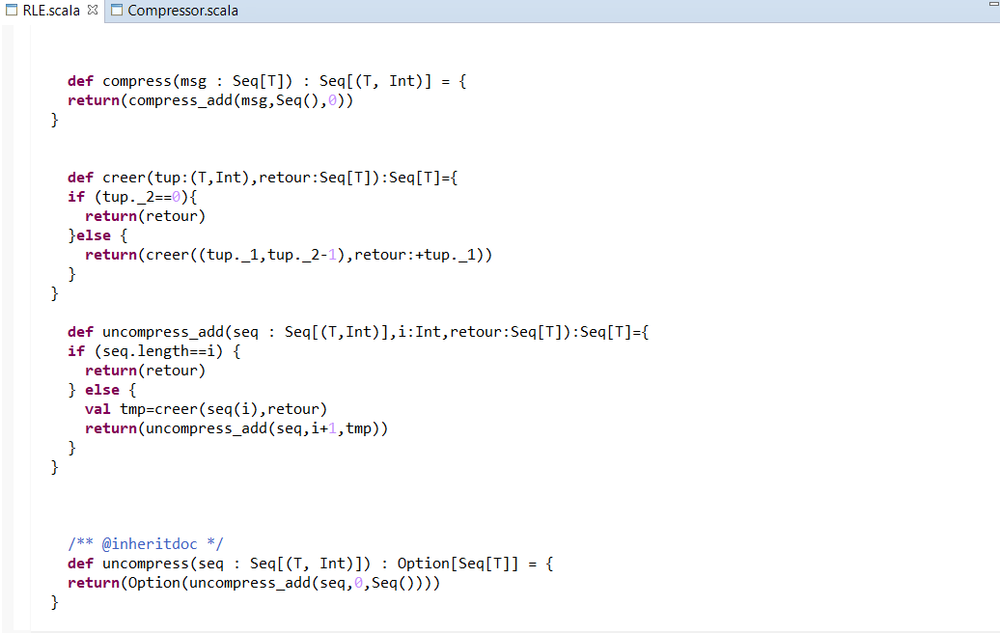 RLE.scala Compressor.scala
def compress(msg : Seq[T]) : Seq[(T, Int)] = {
return(compress_add(msg,Seq(),0))
}
def creer(tup:(T,Int),retour:Seq[T]):Seq[T]={
if (tup._2==0){
return(retour)
}else {
return(creer((tup._1,tup._2-1),retour:+tup._1))
}
}
def uncompress_add(seq : Seq[(T,Int)],i:Int,retour:Seq[T]):Seq[T]={
if (seq.length==i) {
return(retour)
} else {
val tmp=creer(seq(i),retour)
return(uncompress_add(seq,i+1,tmp))
}
}
/** @inheritdoc */
def uncompress(seq : Seq[(T, Int)]) : Option[Seq[T]] = {
return(Option(uncompress_add(seq,0,Seq())))
}